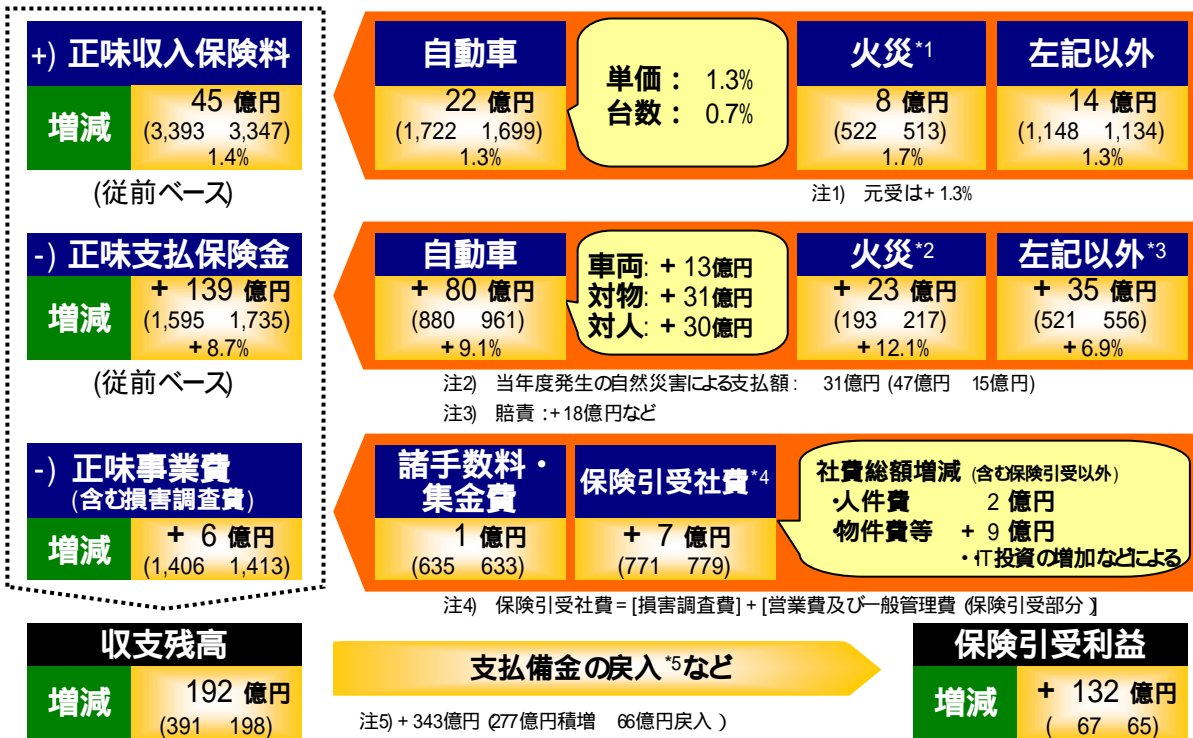 +) 正味収入保険料
増減
45 億円
(3,393 3,347)
1.4%
(従前ベース)
自動車
22 億円
(1,722 1,699)
1.3%
単価： 1.3%
台数： 0.7%
火災*1
8 億円
(522 513)
1.7%
左記以外
14 億円
(1,148 1,134)
1.3%
注1) 元受は+ 1.3%
-) 正味支払保険金
増減
+ 139 億円
(1,595 1,735)
+ 8.7%
(従前ベース)
自動車
+ 80 億円
(880 961)
+ 9.1%
車両: + 13億円
対物: + 31億円
対人: + 30億円
火災*2
+ 23 億円
(193 217)
+ 12.1%
左記以外*3
+ 35 億円
(521 556)
+ 6.9%
注2) 当年度発生の自然災害による支払額： 31億円 (47億円 15億円)
注3) 賠責：+ 18億円など
-) 正味事業費
(含む損害調査費)
増減
+ 6 億円
(1,406 1,413)
諸手数料・
集金費
1 億円
(635 633)
保険引受社費*4
+ 7 億円
(771 779)
社費総額増減 (含む保険引受以外)
・人件費 2 億円
・物件費等 + 9 億円
・IT投資の増加などによる
注4) 保険引受社費 = [損害調査費] + [営業費及び一般管理費 (保険引受部分)]
収支残高
増減
192 億円
(391 198)
支払備金の戻入*5など
注5) + 343億円 (277億円積増 66億円戻入)
保険引受利益
増減
+ 132 億円
( 67 65)